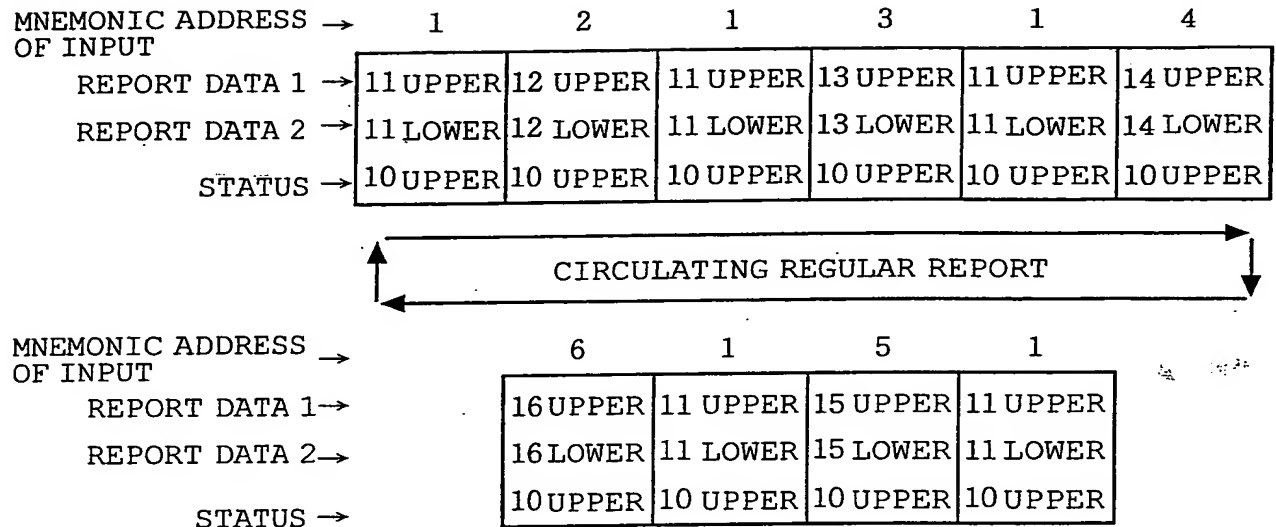 MNEMONIC ADDRESS → 1 2 1 3 1 4
OF INPUT
REPORT DATA 1 → 11 UPPER 12 UPPER 11 UPPER 13 UPPER 11 UPPER 14 UPPER
REPORT DATA 2 → 11 LOWER 12 LOWER 11 LOWER 13 LOWER 11 LOWER 14 LOWER
STATUS → 10 UPPER 10 UPPER 10 UPPER 10 UPPER 10 UPPER 10 UPPER
CIRCULATING REGULAR REPORT
MNEMONIC ADDRESS → 6 1 5 1
OF INPUT
REPORT DATA 1 → 16 UPPER 11 UPPER 15 UPPER 11 UPPER
REPORT DATA 2 → 16 LOWER 11 LOWER 15 LOWER 11 LOWER
STATUS → 10 UPPER 10 UPPER 10 UPPER 10 UPPER